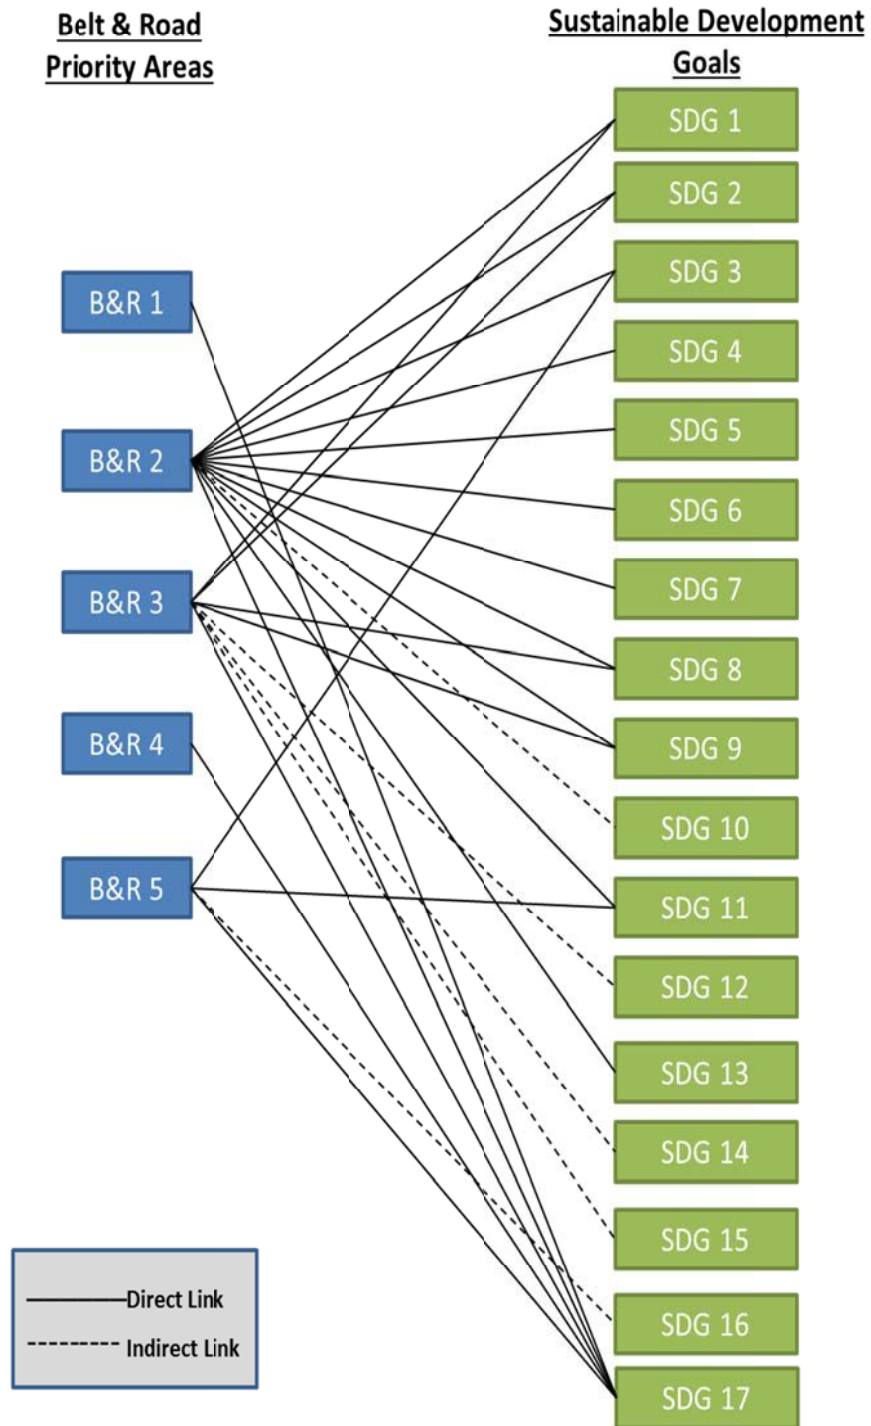 Belt & Road
Priority Areas
Sustainable Development
Goals
B&R 1
B&R 2
B&R 3
B&R 4
B&R 5
SDG 1
SDG 2
SDG 3
SDG 4
SDG 5
SDG 6
SDG 7
SDG 8
SDG 9
SDG 10
SDG 11
SDG 12
SDG 13
SDG 14
SDG 15
SDG 16
SDG 17
Direct Link
Indirect Link